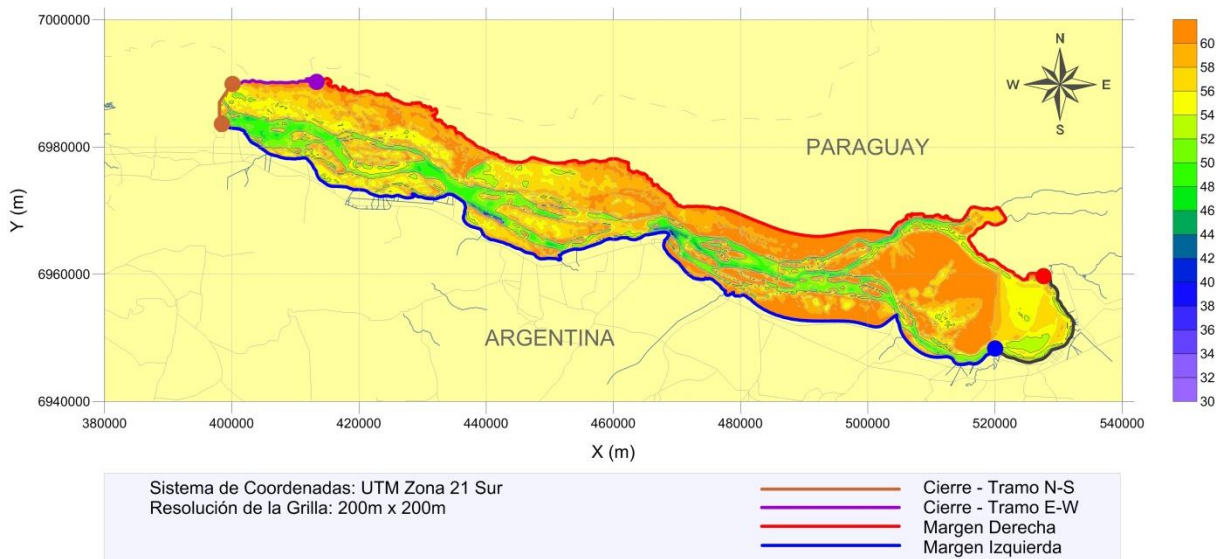 7000000
6980000
6960000
6940000
Y (m)
380000 400000 420000 440000 460000 480000 500000 520000 540000
X (m)
N
W E
S
PARAGUAY
ARGENTINA
60
58
56
54
52
50
48
46
44
42
40
38
36
34
32
30
Sistema de Coordenadas: UTM Zona 21 Sur
Resolución de la Grilla: 200m x 200m
Cierre - Tramo N-S
Cierre - Tramo E-W
Margen Derecha
Margen Izquierda